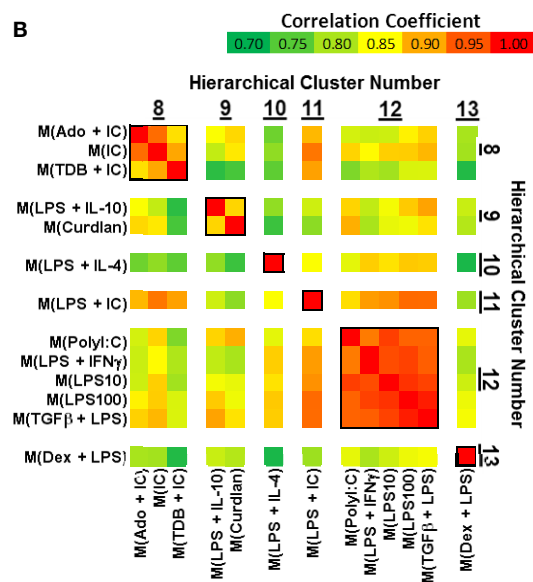 B
Correlation Coefficient
0.70 0.75 0.80 0.85 0.90 0.95 1.00
Hierarchical Cluster Number
8 9 10 11 12 13
M(Ado + IC)
M(IC)
M(TDB + IC)
8
M(LPS + IL-10)
M(Curdlan)
9
M(LPS + IL-4)
10
M(LPS + IC)
11
M(PolyI:C)
M(LPS + IFNγ)
M(LPS10)
M(LPS100)
M(TGFβ + LPS)
12
M(Dex + LPS)
13
Hierarchical Cluster Number
M(Ado + IC)
M(IC)
M(TDB + IC)
M(LPS + IL-10)
M(Curdlan)
M(LPS + IL-4)
M(LPS + IC)
M(PolyI:C)
M(LPS + IFNγ)
M(LPS10)
M(LPS100)
M(TGFβ + LPS)
M(Dex + LPS)